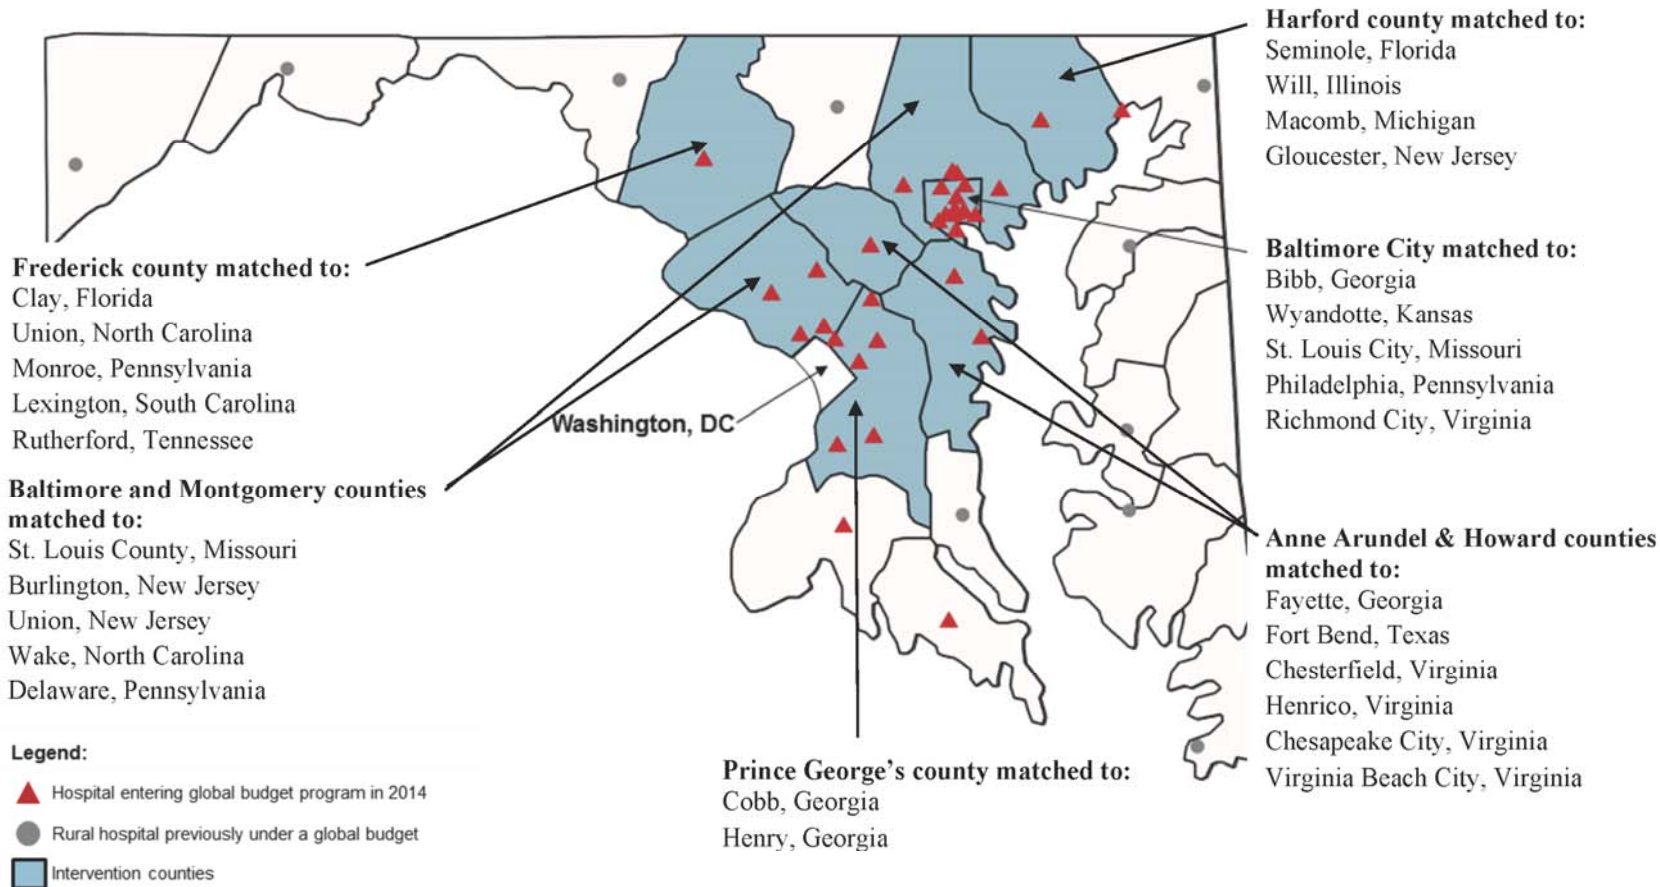 Harford county matched to:
Seminole, Florida
Will, Illinois
Macomb, Michigan
Gloucester, New Jersey
Frederick county matched to:
Clay, Florida
Union, North Carolina
Monroe, Pennsylvania
Lexington, South Carolina
Rutherford, Tennessee
Baltimore City matched to:
Bibb, Georgia
Wyandotte, Kansas
St. Louis City, Missouri
Philadelphia, Pennsylvania
Richmond City, Virginia
Washington, DC
Baltimore and Montgomery counties
matched to:
St. Louis County, Missouri
Burlington, New Jersey
Union, New Jersey
Wake, North Carolina
Delaware, Pennsylvania
Anne Arundel & Howard counties
matched to:
Fayette, Georgia
Fort Bend, Texas
Chesterfield, Virginia
Henrico, Virginia
Chesapeake City, Virginia
Virginia Beach City, Virginia
Prince George’s county matched to:
Cobb, Georgia
Henry, Georgia
Legend:
Hospital entering global budget program in 2014
Rural hospital previously under a global budget
Intervention counties